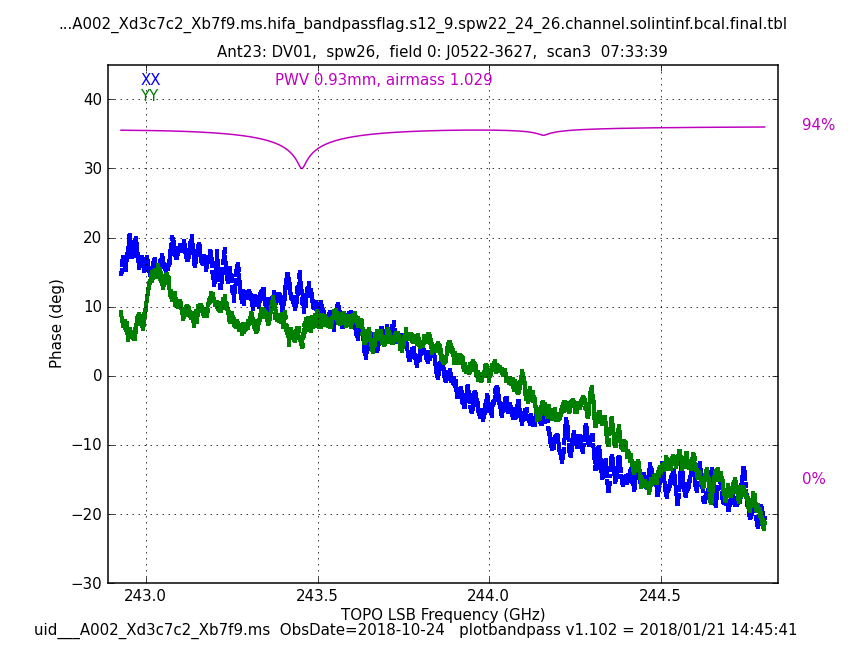 ...A002_Xd3c7c2_Xb7f9.ms.hifa_bandpassflag.s12_9.spw22_24_26.channel.solintinf.bcal.final.tbl
Ant23: DV01, spw26, field 0: J0522-3627, scan3 07:33:39
XX
PWV 0.93mm, airmass 1.029
YY
40
94%
30
20
10
Phase (deg)
0
−10
0%
−20
−30
243.0 243.5 244.0 244.5
TOPO LSB Frequency (GHz)
uid___A002_Xd3c7c2_Xb7f9.ms ObsDate=2018-10-24 plotbandpass v1.102 = 2018/01/21 14:45:41